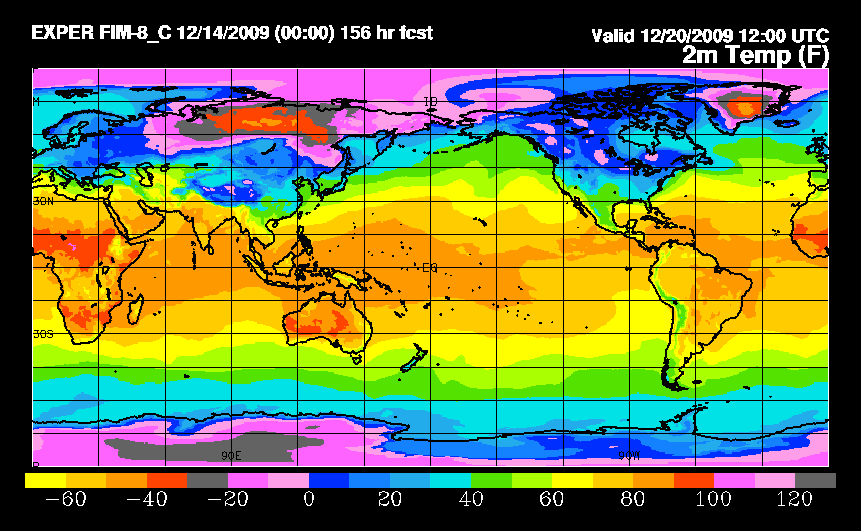 EXPER FIM-8_C 12/14/2009 (00:00) 156 hr fcst
Valid 12/20/2009 12:00 UTC
2m Temp (F)
ID
30N
EQ
30S
90E
90W
-60 -40 -20 0 20 40 60 80 100 120